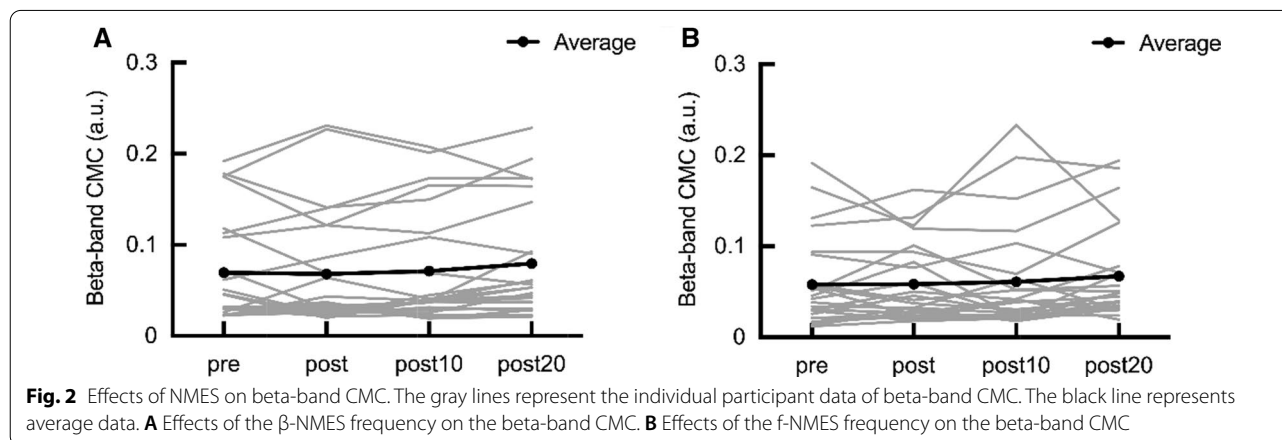 A
Average
Beta-band CMC (a.u.)
0.3
0.2
0.1
0
pre post post10 post20
B
Average
Beta-band CMC (a.u.)
0.3
0.2
0.1
0
pre post post10 post20
Fig. 2 Effects of NMES on beta-band CMC. The gray lines represent the individual participant data of beta-band CMC. The black line represents
average data. A Effects of the β-NMES frequency on the beta-band CMC. B Effects of the f-NMES frequency on the beta-band CMC